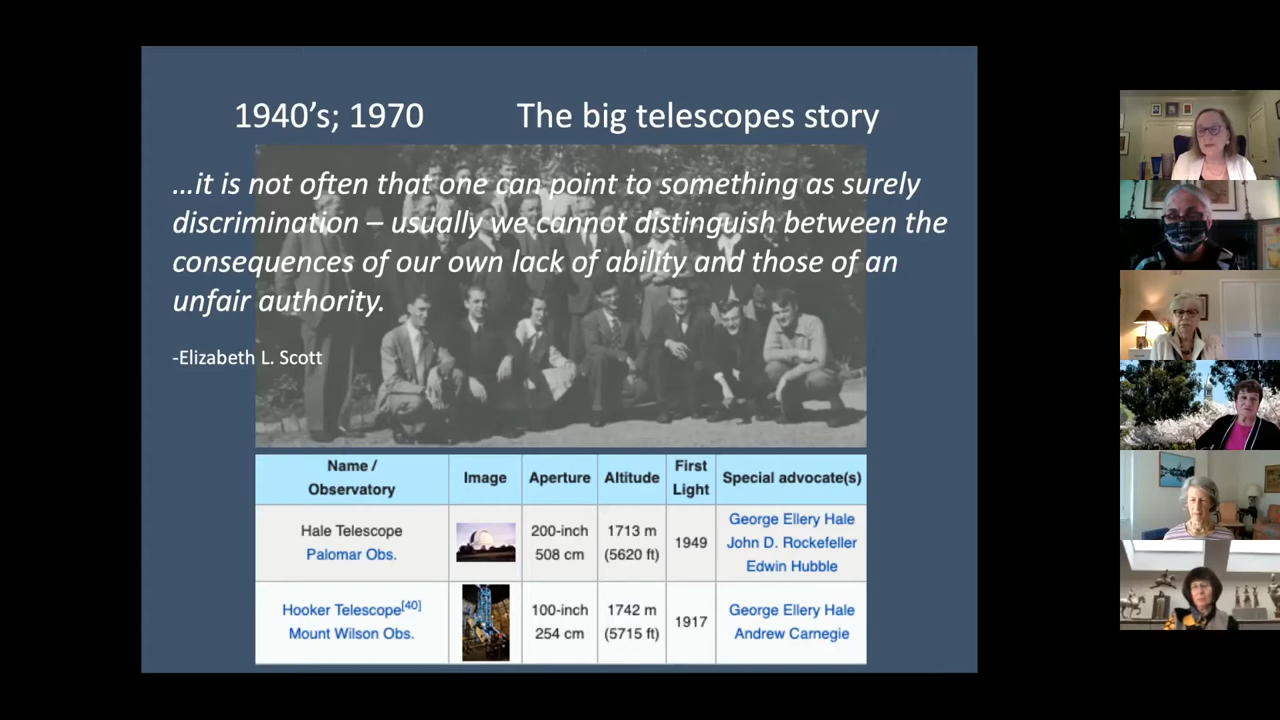 1940’s; 1970 The big telescopes story
…it is not often that one can point to something as surely
discrimination – usually we cannot distinguish between the
consequences of our own lack of ability and those of an
unfair authority.
-Elizabeth L. Scott
Name / Observatory Image Aperture Altitude First Light Special advocate(s)
Hale Telescope
Palomar Obs.
200-inch
508 cm
1713 m
(5620 ft)
1949
George Ellery Hale
John D. Rockefeller
Edwin Hubble
Hooker Telescope[40]
Mount Wilson Obs.
100-inch
254 cm
1742 m
(5715 ft)
1917
George Ellery Hale
Andrew Carnegie